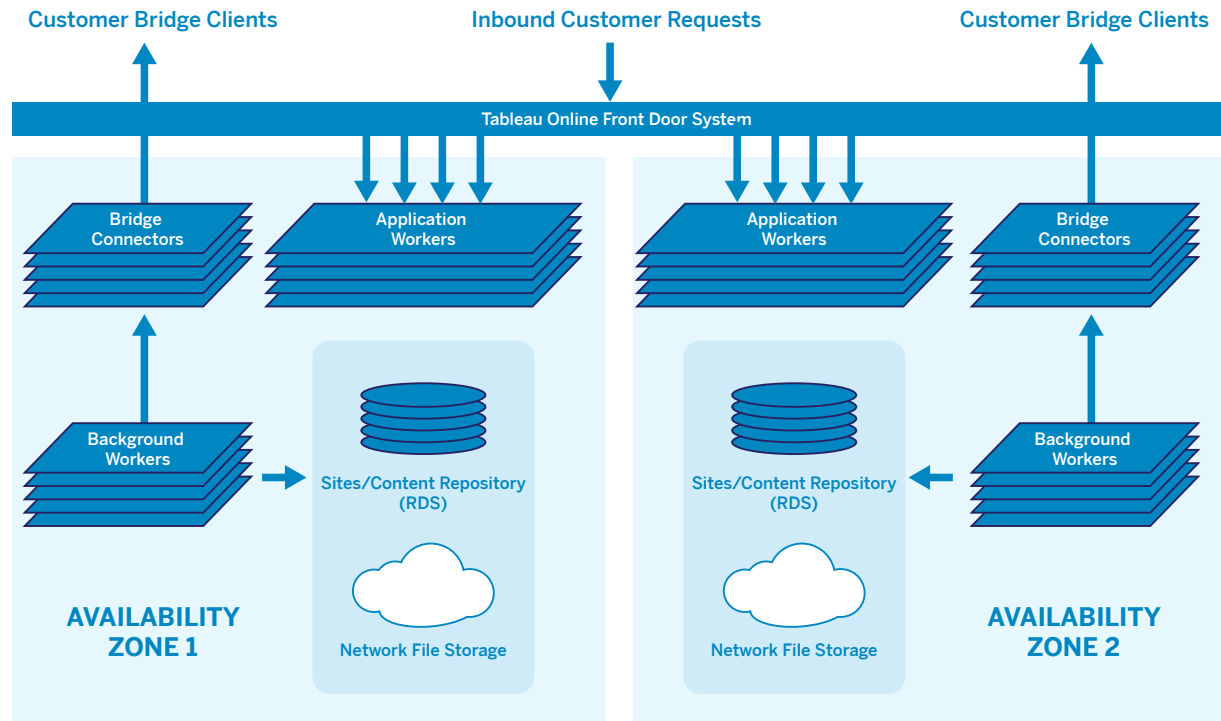 Customer Bridge Clients
Inbound Customer Requests
Customer Bridge Clients
Tableau Online Front Door System
Bridge
Connectors
Application
Workers
Application
Workers
Bridge
Connectors
Background
Workers
Sites/Content Repository
(RDS)
Network File Storage
AVAILABILITY
ZONE 1
Sites/Content Repository
(RDS)
Network File Storage
Background
Workers
AVAILABILITY
ZONE 2